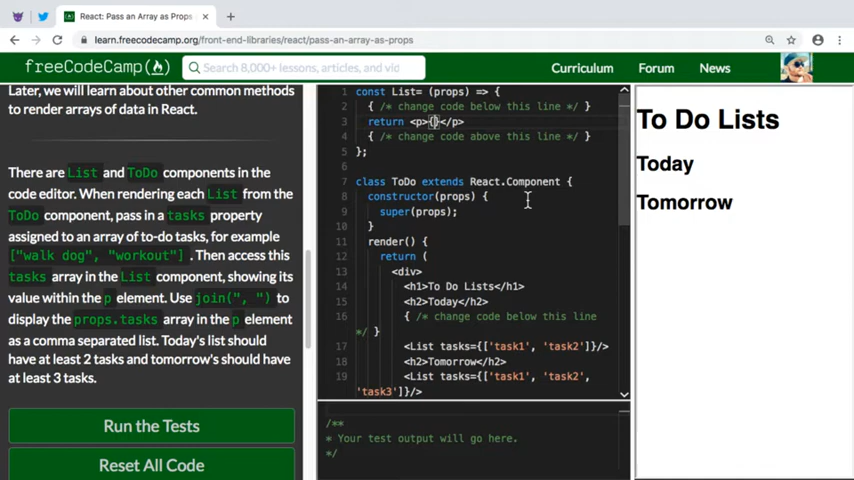 React: Pass an Array as Props
learn.freecodecamp.org/front-end-libraries/react/pass-an-array-as-props
freeCodeCamp
Search 8,000+ lessons, articles, and vid
Curriculum
Forum
News
Later, we will learn about other common methods
to render arrays of data in React.
There are List and ToDo components in the
code editor. When rendering each List from the
ToDo component, pass in a tasks property
assigned to an array of to-do tasks, for example
["walk dog", "workout"] . Then access this
tasks array in the List component, showing its
value within the p element. Use join(", ") to
display the props.tasks array in the p element
as a comma separated list. Today's list should
have at least 2 tasks and tomorrow's should have
at least 3 tasks.
Run the Tests
Reset All Code
1 const List= (props) => {
2 { /* change code below this line */ }
3 return <p>{}</p>
4 { /* change code above this line */ }
5 };
6
7 class ToDo extends React.Component {
8 constructor(props) {
9 super(props);
10 }
11 render() {
12 return (
13 <div>
14 <h1>To Do Lists</h1>
15 <h2>Today</h2>
16 { /* change code below this line
*/ }
17 <List tasks={['task1', 'task2']}/>
18 <h2>Tomorrow</h2>
19 <List tasks={['task1', 'task2',
'task3']}/>
/**
* Your test output will go here.
*/
To Do Lists
Today
Tomorrow